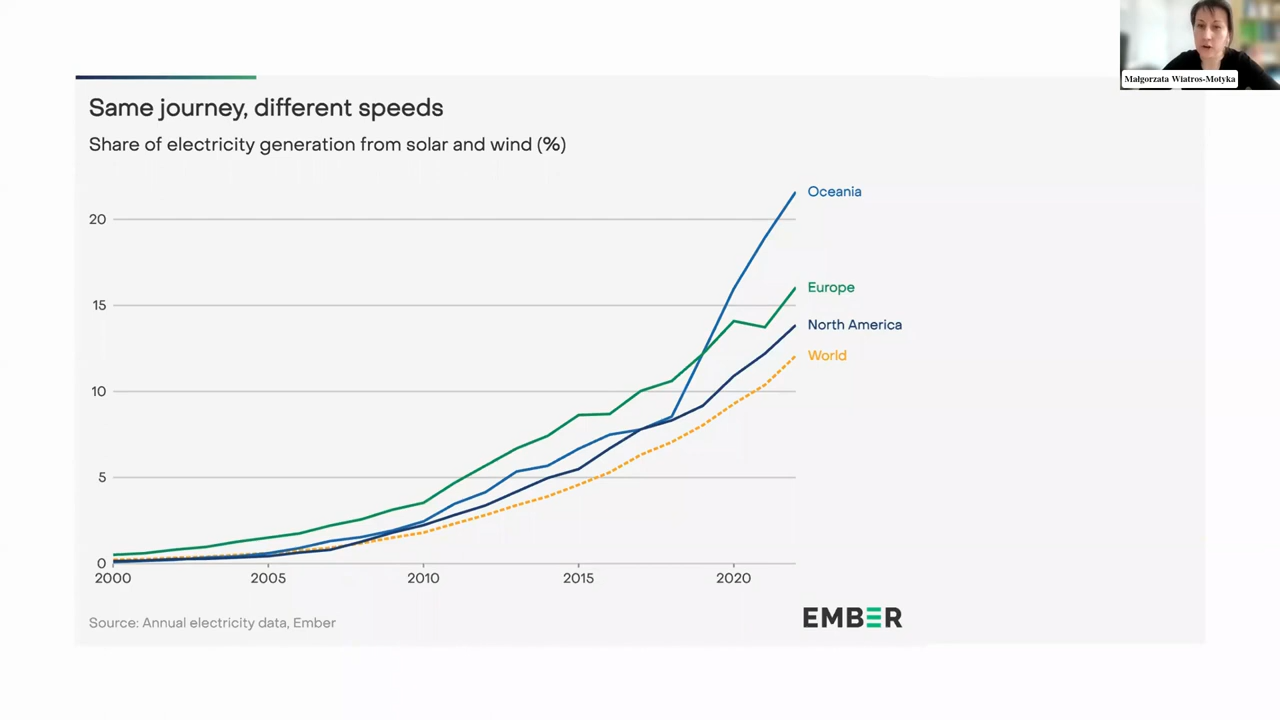 Małgorzata Wiatros-Motyka
Same journey, different speeds
Share of electricity generation from solar and wind (%)
Oceania
20
Europe
15
North America
World
10
5
0
2000 2005 2010 2015 2020
Source: Annual electricity data, Ember
EMBER